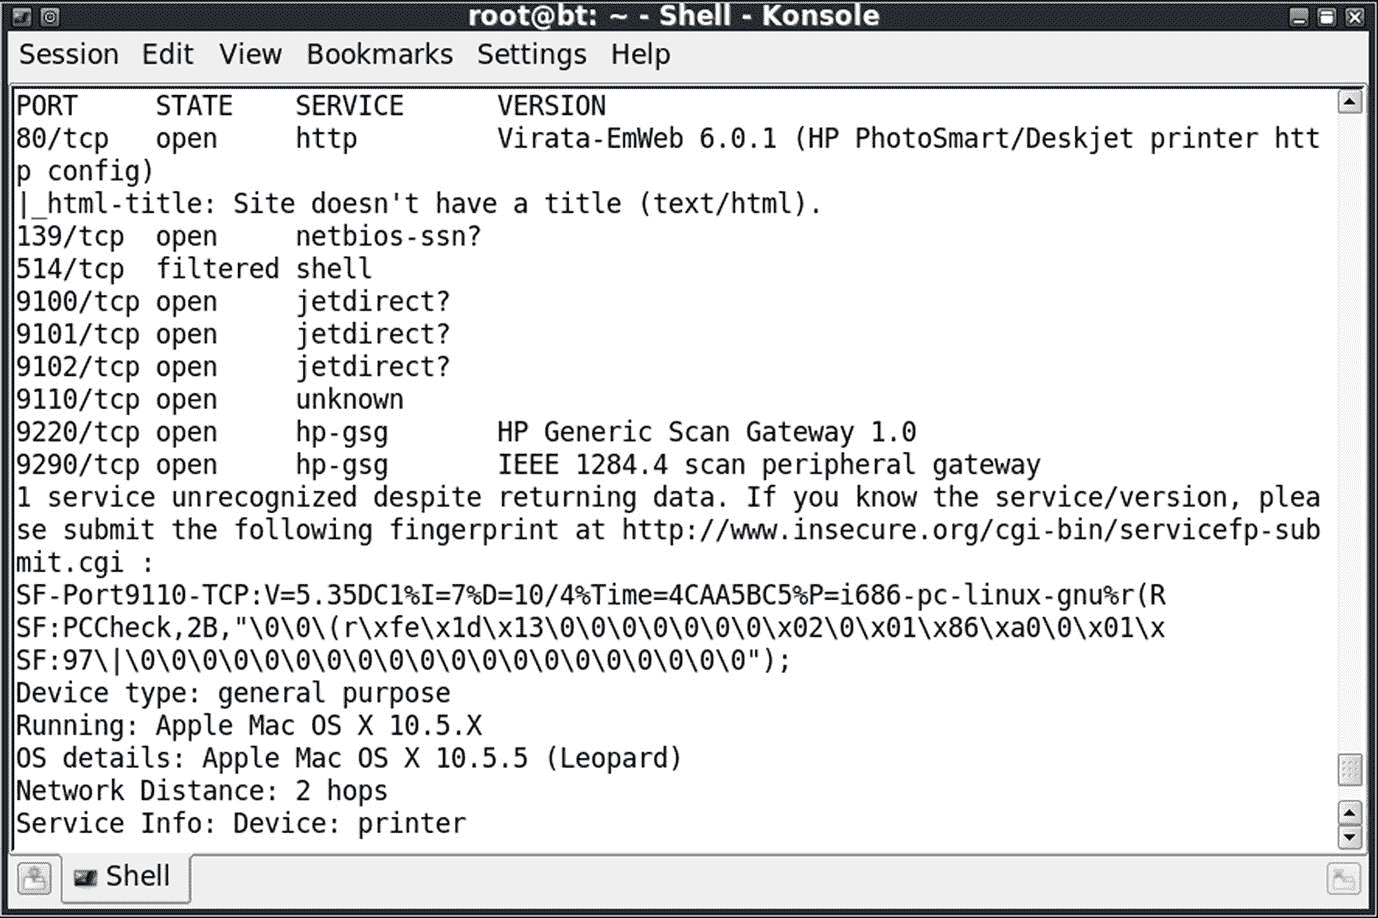 root@bt: ~ - Shell - Konsole
Session Edit View Bookmarks Settings Help
PORT     STATE    SERVICE      VERSION
80/tcp   open     http         Virata-EmWeb 6.0.1 (HP PhotoSmart/Deskjet printer htt
p config)
|_html-title: Site doesn't have a title (text/html).
139/tcp  open     netbios-ssn?
514/tcp  filtered shell
9100/tcp open     jetdirect?
9101/tcp open     jetdirect?
9102/tcp open     jetdirect?
9110/tcp open     unknown
9220/tcp open     hp-gsg       HP Generic Scan Gateway 1.0
9290/tcp open     hp-gsg       IEEE 1284.4 scan peripheral gateway
1 service unrecognized despite returning data. If you know the service/version, plea
se submit the following fingerprint at http://www.insecure.org/cgi-bin/servicefp-sub
mit.cgi :
SF-Port9110-TCP:V=5.35DC1%I=7%D=10/4%Time=4CAA5BC5%P=i686-pc-linux-gnu%r(R
SF:PCCheck,2B,"\0\0\(r\xfe\x1d\x13\0\0\0\0\0\0\0\x02\0\x01\x86\xa0\0\x01\x
SF:97\|\0\0\0\0\0\0\0\0\0\0\0\0\0\0\0\0\0\0\0\0");
Device type: general purpose
Running: Apple Mac OS X 10.5.X
OS details: Apple Mac OS X 10.5.5 (Leopard)
Network Distance: 2 hops
Service Info: Device: printer
Shell